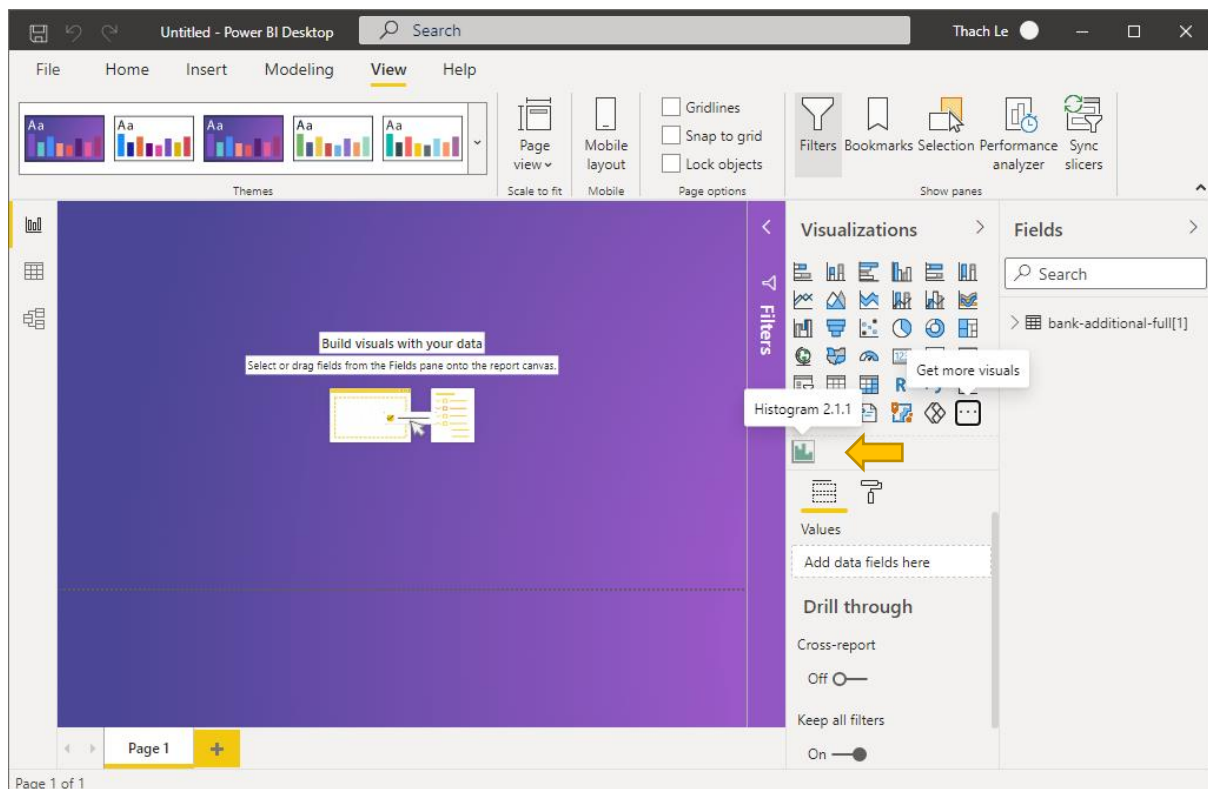 Untitled - Power BI Desktop
Search
Thach Le
File Home Insert Modeling View Help
Aa Aa Aa Aa Aa
Themes
Page view
Scale to fit
Mobile layout
Mobile
Gridlines
Snap to grid
Lock objects
Page options
Filters
Bookmarks
Selection
Performance analyzer
Sync slicers
Show panes
Build visuals with your data
Select or drag fields from the Fields pane onto the report canvas.
Filters
Visualizations
R
Get more visuals
Histogram 2.1.1
Values
Add data fields here
Drill through
Cross-report
Off
Keep all filters
On
Fields
Search
bank-additional-full[1]
Page 1
Page 1 of 1